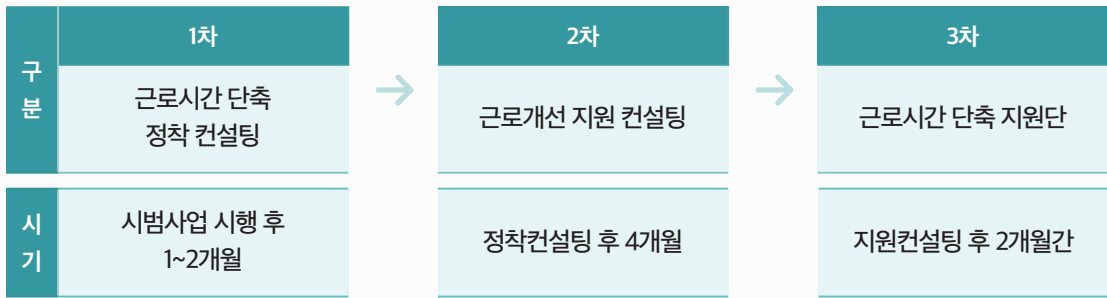 구분
1차
2차
3차
근로시간 단축
정착 컨설팅
근로개선 지원 컨설팅
근로시간 단축 지원단
시기
시범사업 시행 후
1~2개월
정착컨설팅 후 4개월
지원컨설팅 후 2개월간